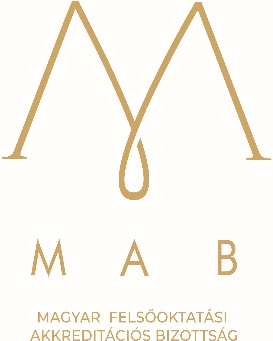 M A B
MAGYAR FELSŐOKTATÁSI
AKKREDITÁCIÓS BIZOTTSÁG